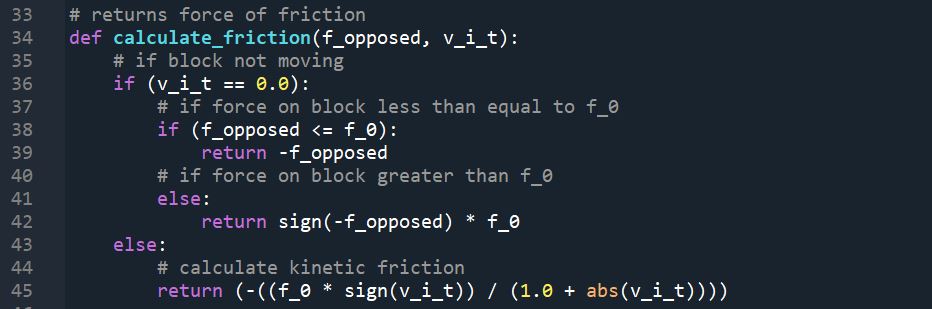 33 # returns force of friction
34 def calculate_friction(f_opposed, v_i_t):
35     # if block not moving
36     if (v_i_t == 0.0):
37         # if force on block less than equal to f_0
38         if (f_opposed <= f_0):
39             return -f_opposed
40         # if force on block greater than f_0
41         else:
42             return sign(-f_opposed) * f_0
43     else:
44         # calculate kinetic friction
45         return (-((f_0 * sign(v_i_t)) / (1.0 + abs(v_i_t))))